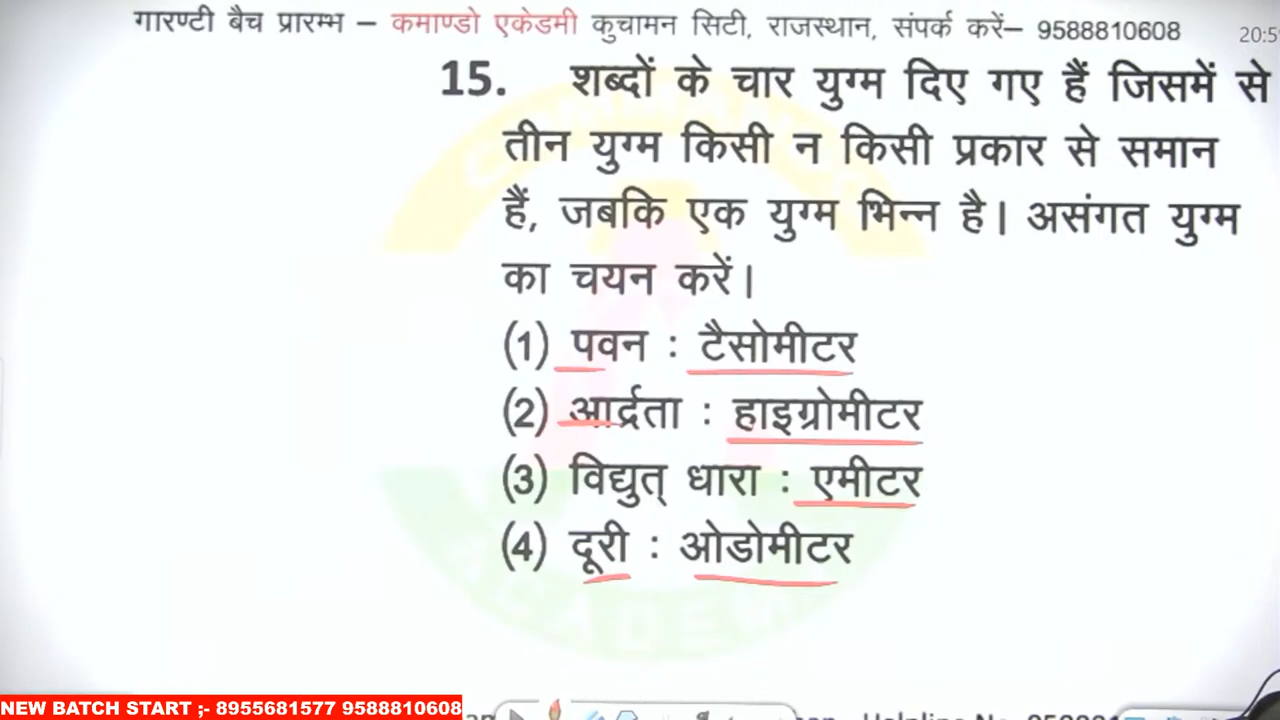 गारण्टी बैच प्रारम्भ – कमाण्डो एकेडमी कुचामन सिटी, राजस्थान, संपर्क करें– 9588810608
15. शब्दों के चार युग्म दिए गए हैं जिसमें से
तीन युग्म किसी न किसी प्रकार से समान
हैं, जबकि एक युग्म भिन्न है। असंगत युग्म
का चयन करें।
(1) पवन : टैसोमीटर
(2) आर्द्रता : हाइग्रोमीटर
(3) विद्युत् धारा : एमीटर
(4) दूरी : ओडोमीटर
NEW BATCH START ;- 8955681577 9588810608